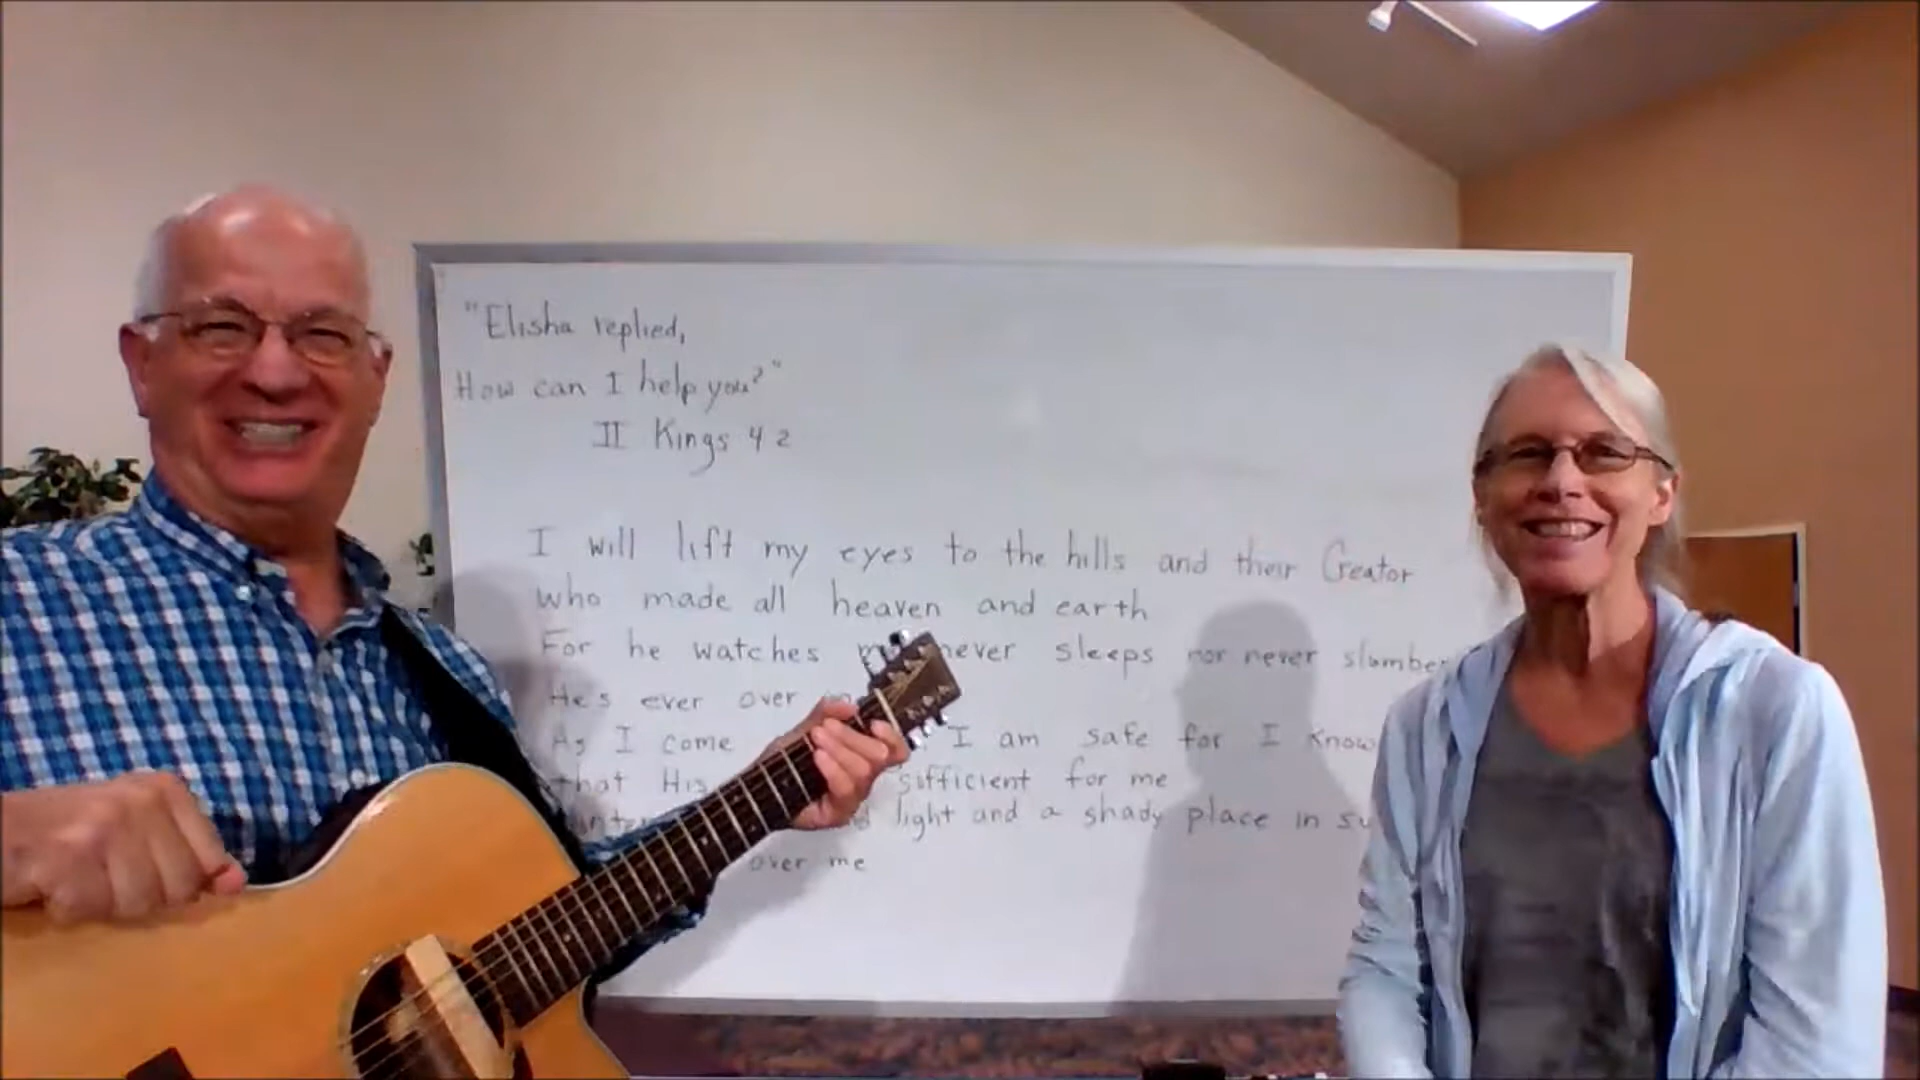 "Elisha replied,
How can I help you?"
II Kings 4 2
I will lift my eyes to the hills and their Creator
who made all heaven and earth
For he watches never sleeps nor never slumber
He's ever over
As I come I am safe for I know
that His sufficient for me
light and a shady place in
over me